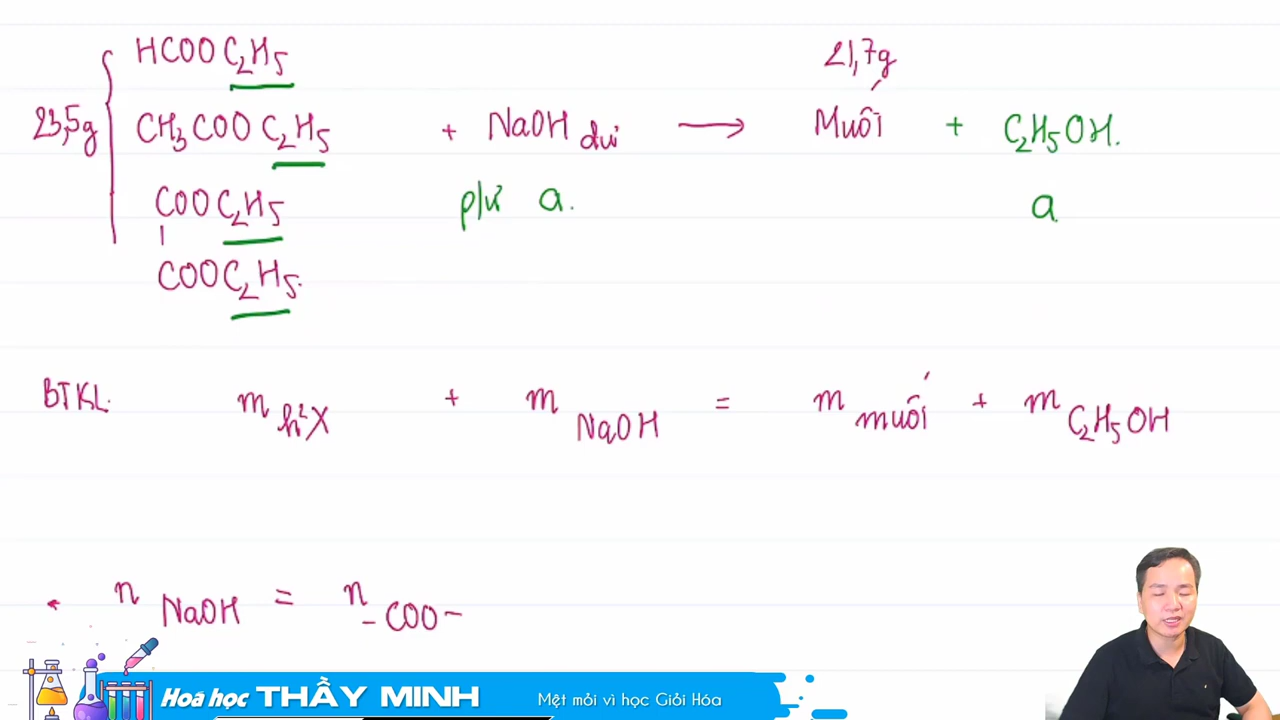 HCOOC2H5
21,7g
23,5g CH3COOC2H5 + NaOH dư → Muối + C2H5OH.
COOC2H5 p/ứ a. a
COOC2H5.
BTKL. m h²X + m NaOH = m muối + m C2H5OH
n NaOH = n -COO-
Hoá học THẦY MINH Mệt mỏi vì học Giỏi Hóa